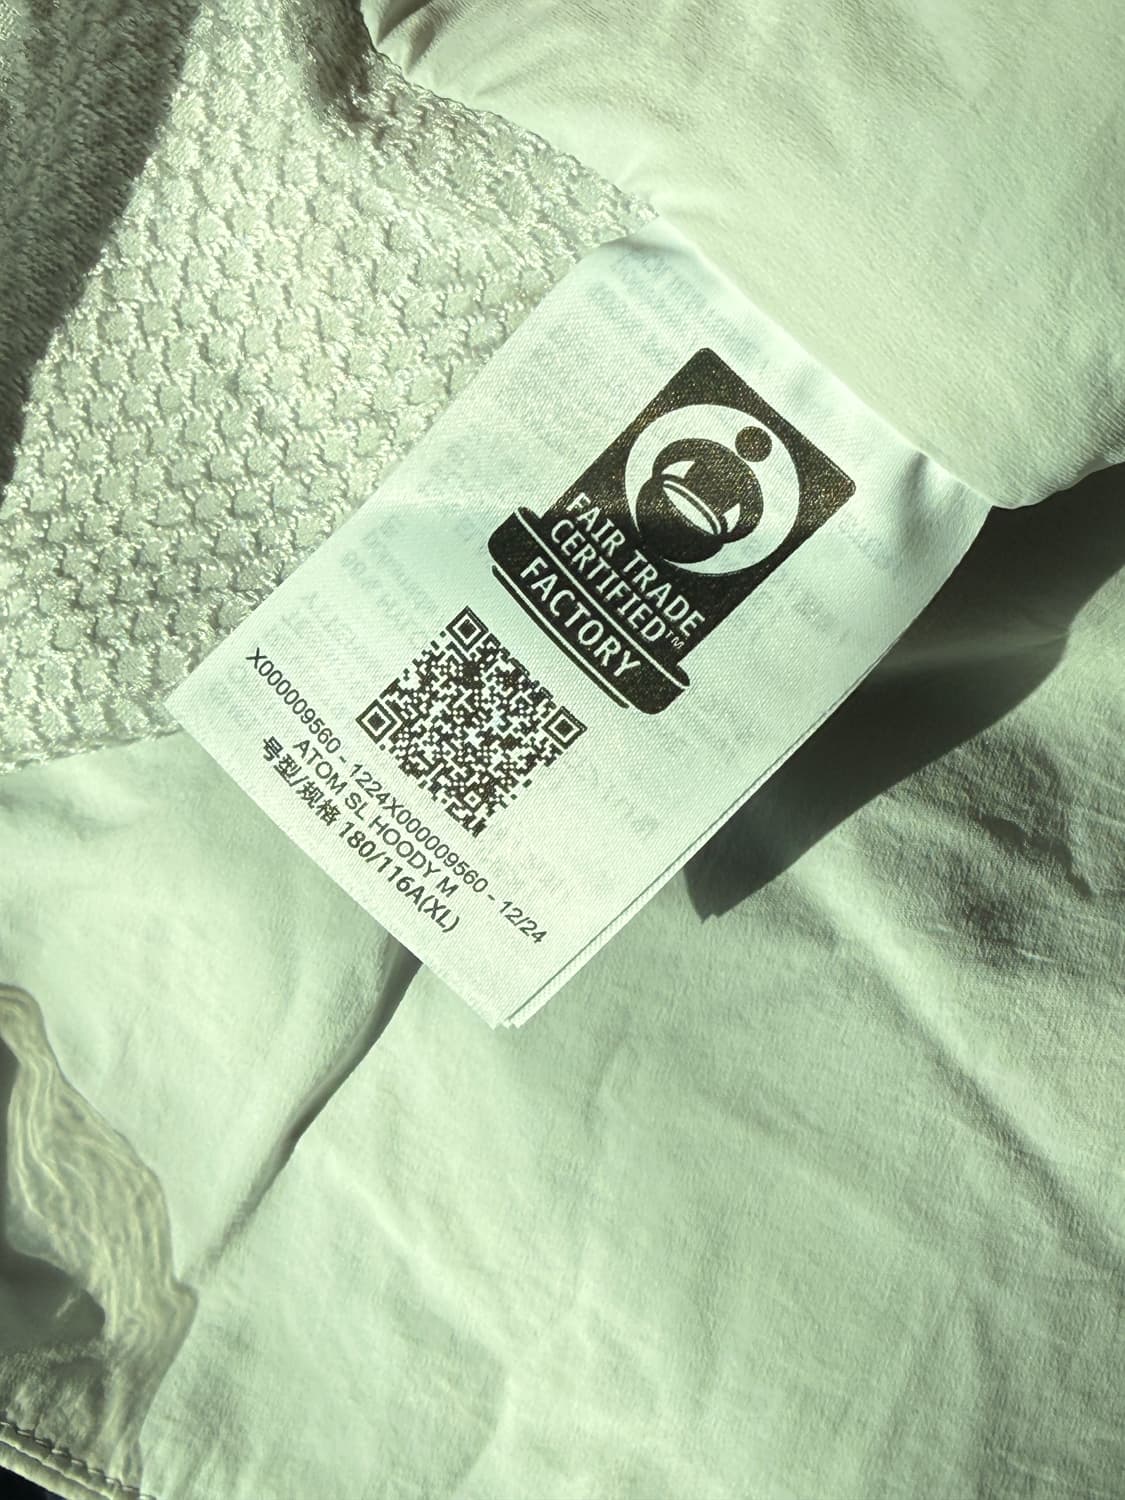 FAIR TRADE
CERTIFIED™
FACTORY
X000009560 - 1224X000009560 - 12/24
ATOM SL HOODY M
号型/规格 180/116A(XL)